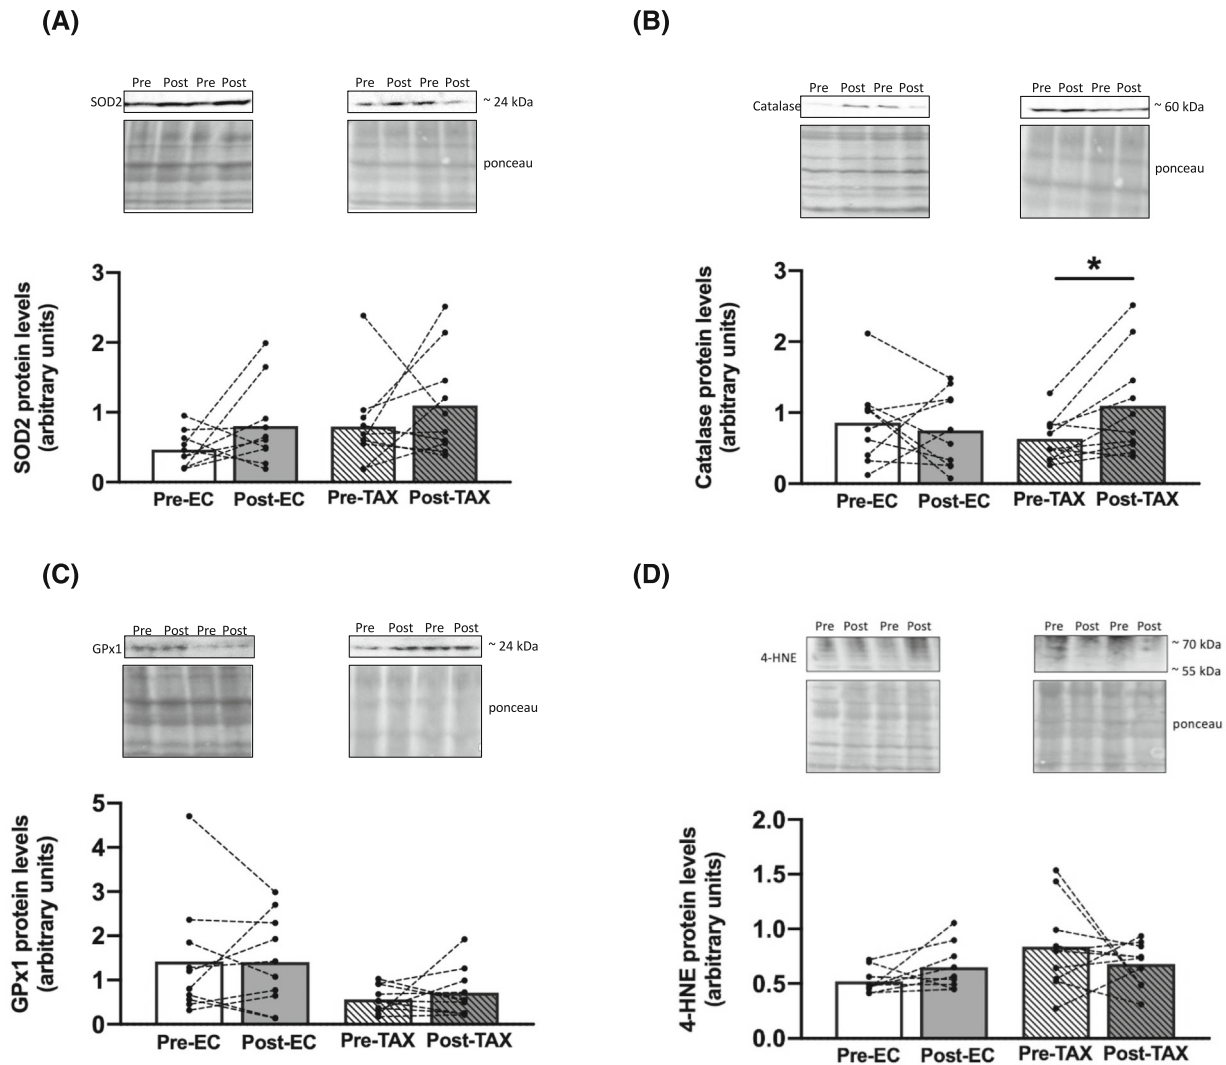 (A)
Pre Post Pre Post
Pre Post Pre Post
SOD2
~ 24 kDa
ponceau
SOD2 protein levels
(arbitrary units)
3
2
1
0
Pre-EC Post-EC Pre-TAX Post-TAX
(B)
Pre Post Pre Post
Pre Post Pre Post
Catalase
~ 60 kDa
ponceau
Catalase protein levels
(arbitrary units)
3
2
1
0
*
Pre-EC Post-EC Pre-TAX Post-TAX
(C)
Pre Post Pre Post
Pre Post Pre Post
GPx1
~ 24 kDa
ponceau
GPx1 protein levels
(arbitrary units)
5
4
3
2
1
0
Pre-EC Post-EC Pre-TAX Post-TAX
(D)
Pre Post Pre Post
Pre Post Pre Post
4-HNE
~ 70 kDa
~ 55 kDa
ponceau
4-HNE protein levels
(arbitrary units)
2.0
1.5
1.0
0.5
0.0
Pre-EC Post-EC Pre-TAX Post-TAX